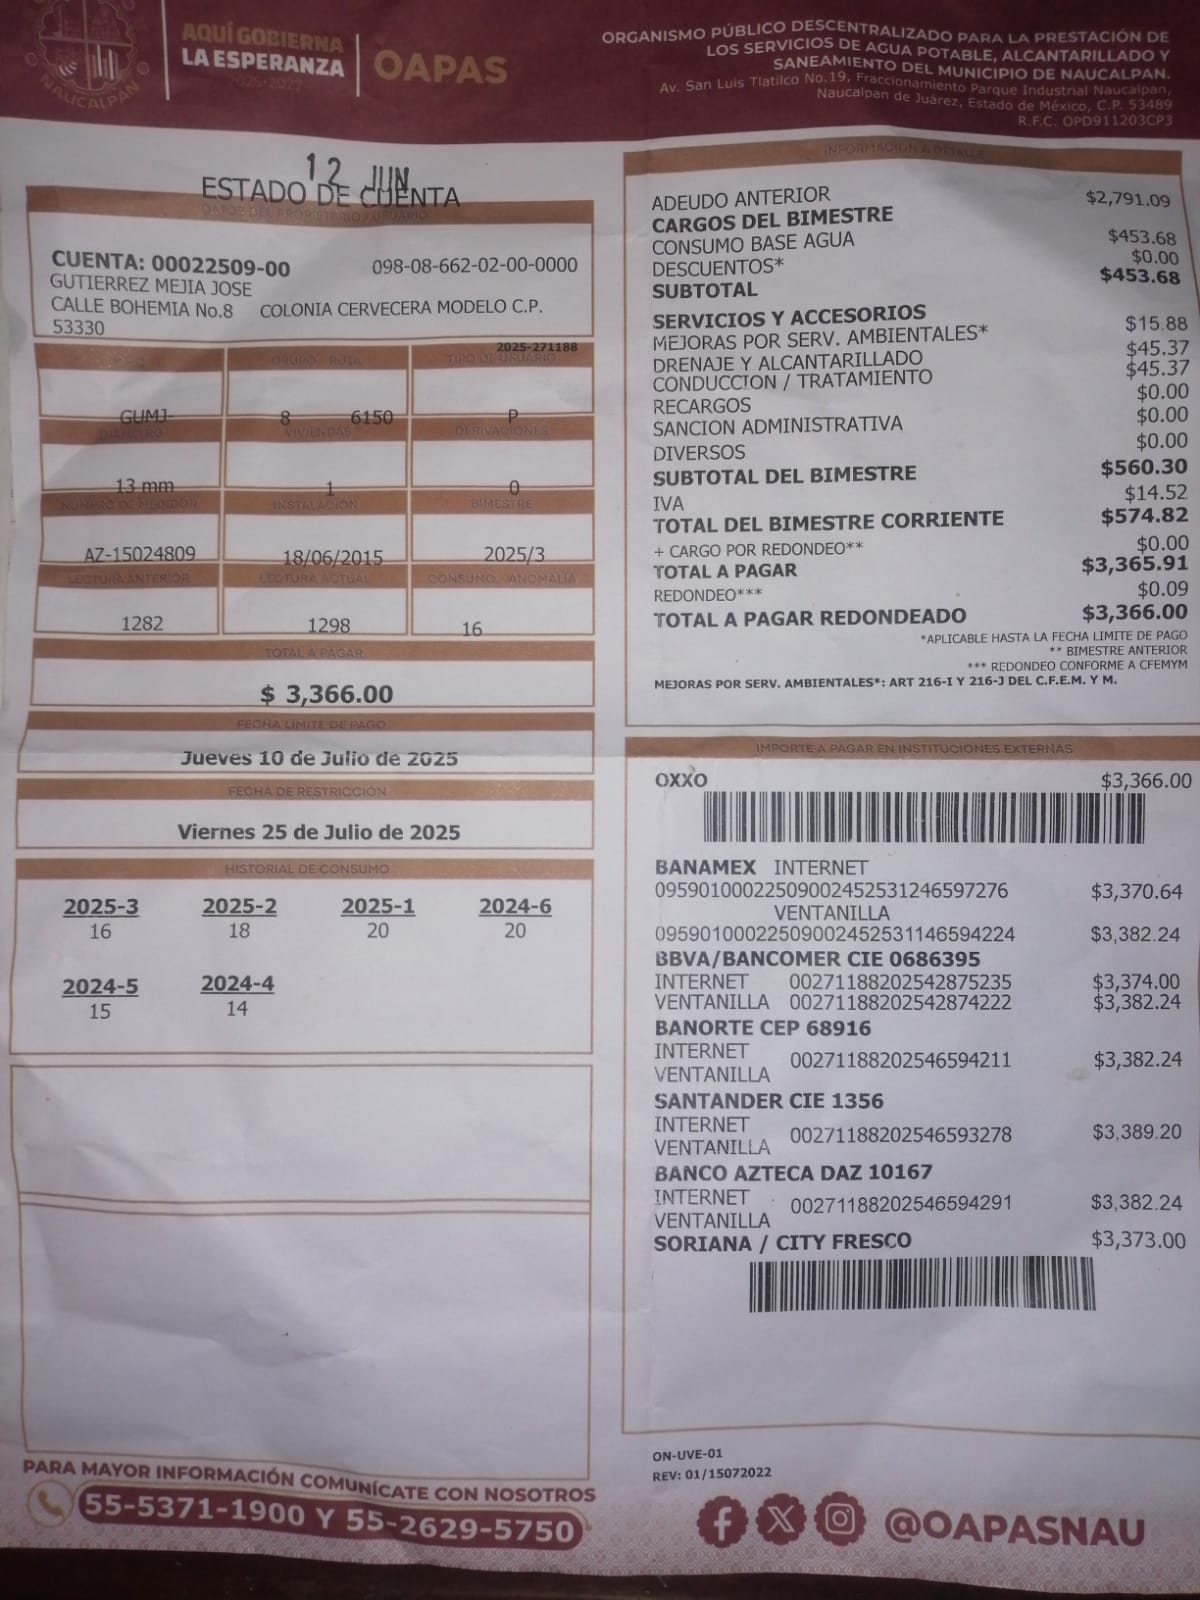 NAUCALPAN
AQUÍ GOBIERNA
LA ESPERANZA
2025-2027
OAPAS
ORGANISMO PÚBLICO DESCENTRALIZADO PARA LA PRESTACIÓN DE
LOS SERVICIOS DE AGUA POTABLE, ALCANTARILLADO Y
SANEAMIENTO DEL MUNICIPIO DE NAUCALPAN.
Av. San Luis Tlatilco No.19, Fraccionamiento Parque Industrial Naucalpan,
Naucalpan de Juárez, Estado de México, C.P. 53489
R.F.C. OPD911203CP3
12 JUN
ESTADO DE CUENTA
DATOS DEL PROPIETARIO / USUARIO
CUENTA: 00022509-00 098-08-662-02-00-0000
GUTIERREZ MEJIA JOSE
CALLE BOHEMIA No.8 COLONIA CERVECERA MODELO C.P.
53330
2025-271188
GRUPO - RUTA TIPO DE USUARIO
GUMJ- 8 6150 P
DIÁMETRO VIVIENDAS DERIVACIONES
13 mm 1 0
NÚMERO DE MEDIDOR INSTALACIÓN BIMESTRE
AZ-15024809 18/06/2015 2025/3
LECTURA ANTERIOR LECTURA ACTUAL CONSUMO ANOMALÍA
1282 1298 16
TOTAL A PAGAR
$ 3,366.00
FECHA LÍMITE DE PAGO
Jueves 10 de Julio de 2025
FECHA DE RESTRICCIÓN
Viernes 25 de Julio de 2025
HISTORIAL DE CONSUMO
2025-3 2025-2 2025-1 2024-6
16 18 20 20
2024-5 2024-4
15 14
PARA MAYOR INFORMACIÓN COMUNÍCATE CON NOSOTROS
55-5371-1900 Y 55-2629-5750
INFORMACIÓN A DETALLE
ADEUDO ANTERIOR $2,791.09
CARGOS DEL BIMESTRE
CONSUMO BASE AGUA $453.68
DESCUENTOS* $0.00
SUBTOTAL $453.68
SERVICIOS Y ACCESORIOS
MEJORAS POR SERV. AMBIENTALES* $15.88
DRENAJE Y ALCANTARILLADO $45.37
CONDUCCION / TRATAMIENTO $45.37
RECARGOS $0.00
SANCION ADMINISTRATIVA $0.00
DIVERSOS $0.00
SUBTOTAL DEL BIMESTRE $560.30
IVA $14.52
TOTAL DEL BIMESTRE CORRIENTE $574.82
+ CARGO POR REDONDEO** $0.00
TOTAL A PAGAR $3,365.91
REDONDEO*** $0.09
TOTAL A PAGAR REDONDEADO $3,366.00
*APLICABLE HASTA LA FECHA LIMITE DE PAGO
** BIMESTRE ANTERIOR
*** REDONDEO CONFORME A CFEMYM
MEJORAS POR SERV. AMBIENTALES*: ART 216-I Y 216-J DEL C.F.E.M. Y M.
IMPORTE A PAGAR EN INSTITUCIONES EXTERNAS
OXXO $3,366.00
BANAMEX INTERNET
09590100022509002452531246597276 $3,370.64
VENTANILLA
09590100022509002452531146594224 $3,382.24
BBVA/BANCOMER CIE 0686395
INTERNET 00271188202542875235 $3,374.00
VENTANILLA 00271188202542874222 $3,382.24
BANORTE CEP 68916
INTERNET
00271188202546594211 $3,382.24
VENTANILLA
SANTANDER CIE 1356
INTERNET
00271188202546593278 $3,389.20
VENTANILLA
BANCO AZTECA DAZ 10167
INTERNET
00271188202546594291 $3,382.24
VENTANILLA
SORIANA / CITY FRESCO $3,373.00
ON-UVE-01
REV: 01/15072022
@OAPASNAU